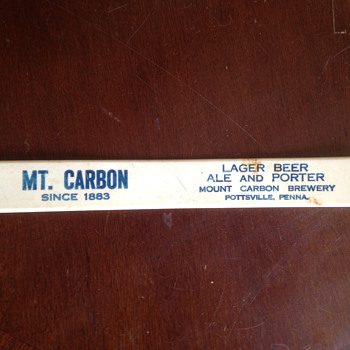 MT. CARBON
SINCE 1883
LAGER BEER
ALE AND PORTER
MOUNT CARBON BREWERY
POTTSVILLE, PENNA.